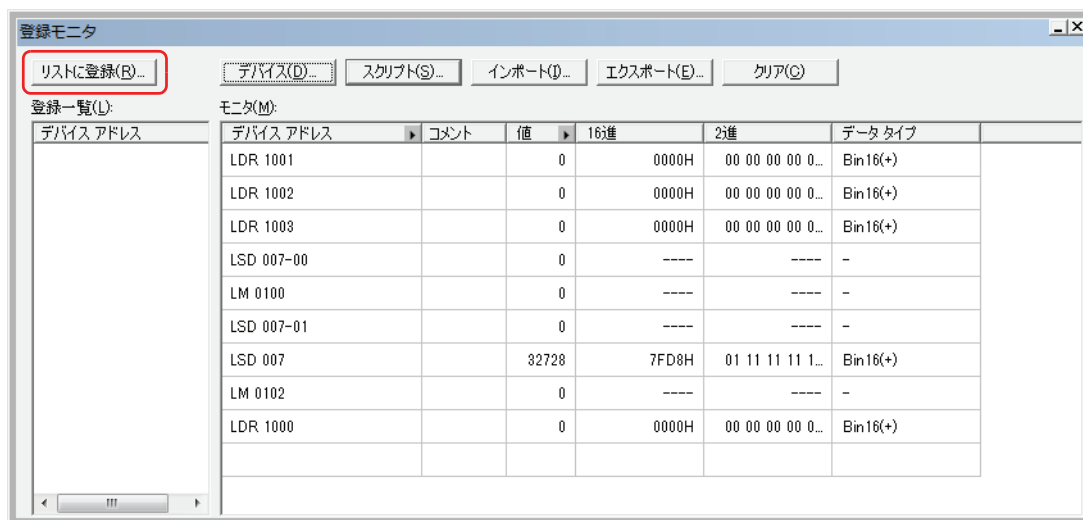 登録モニタ
リストに登録(R)... デバイス(D)... スクリプト(S)... インポート(I)... エクスポート(E)... クリア(C)
登録一覧(L): モニタ(M):
デバイス アドレス デバイス アドレス コメント 値 16進 2進 データ タイプ
LDR 1001 0 0000H 00 00 00 00 0... Bin16(+)
LDR 1002 0 0000H 00 00 00 00 0... Bin16(+)
LDR 1003 0 0000H 00 00 00 00 0... Bin16(+)
LSD 007-00 0 ---- ---- -
LM 0100 0 ---- ---- -
LSD 007-01 0 ---- ---- -
LSD 007 32728 7FD8H 01 11 11 11 1... Bin16(+)
LM 0102 0 ---- ---- -
LDR 1000 0 0000H 00 00 00 00 0... Bin16(+)